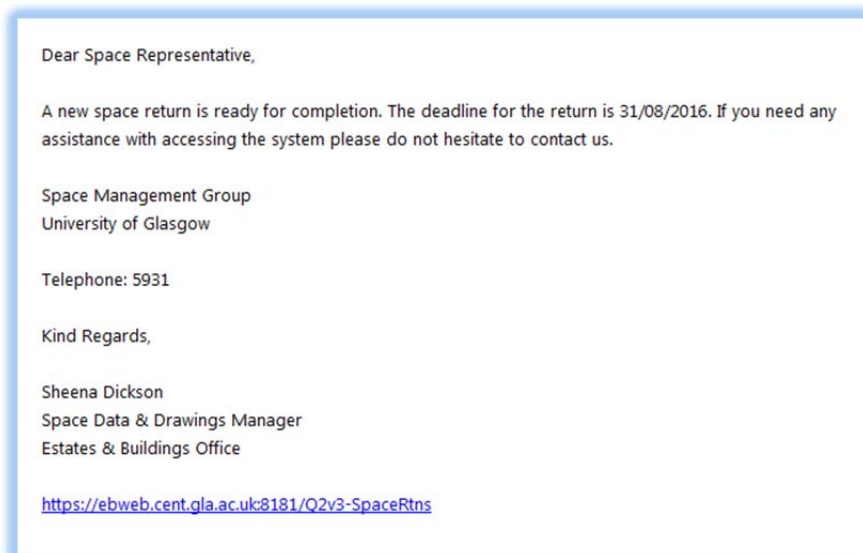 Dear Space Representative,
A new space return is ready for completion. The deadline for the return is 31/08/2016. If you need any
assistance with accessing the system please do not hesitate to contact us.
Space Management Group
University of Glasgow
Telephone: 5931
Kind Regards,
Sheena Dickson
Space Data & Drawings Manager
Estates & Buildings Office
https://ebweb.cent.gla.ac.uk:8181/Q2v3-SpaceRtns